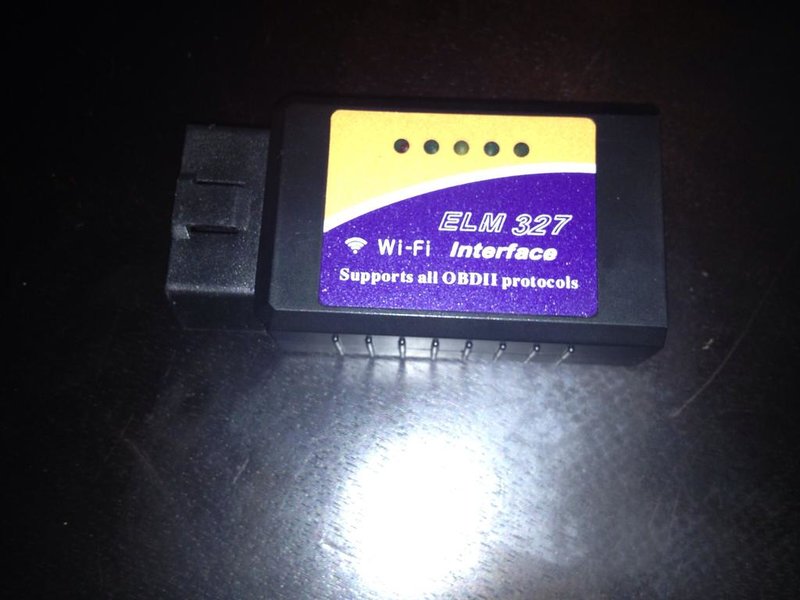 ELM 327
Wi-Fi Interface
Supports all OBDII protocols